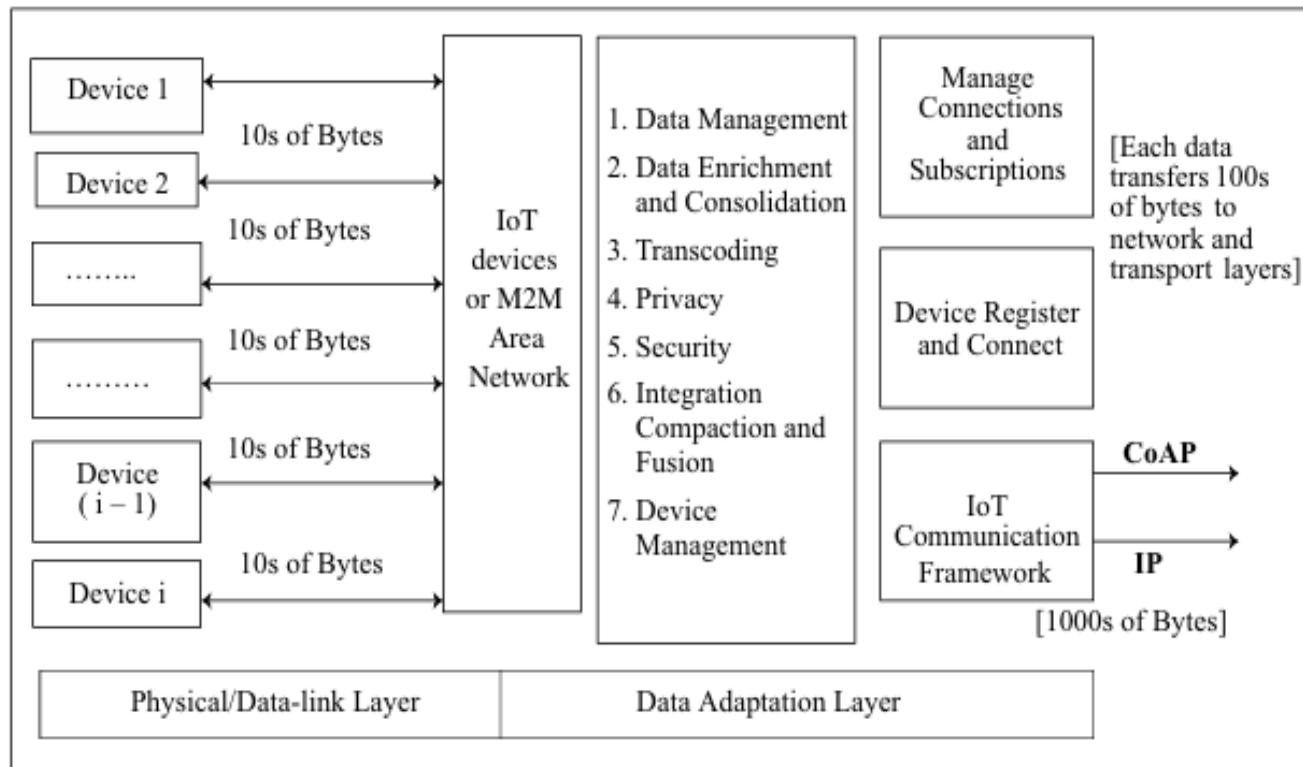 Device 1
10s of Bytes
Device 2
10s of Bytes
……..
10s of Bytes
………
10s of Bytes
Device
( i – 1)
10s of Bytes
Device i
IoT
devices
or M2M
Area
Network
1. Data Management
2. Data Enrichment
and Consolidation
3. Transcoding
4. Privacy
5. Security
6. Integration
Compaction and
Fusion
7. Device
Management
Manage
Connections
and
Subscriptions
[Each data
transfers 100s
of bytes to
network and
transport layers]
Device Register
and Connect
IoT
Communication
Framework
CoAP
IP
[1000s of Bytes]
Physical/Data-link Layer
Data Adaptation Layer